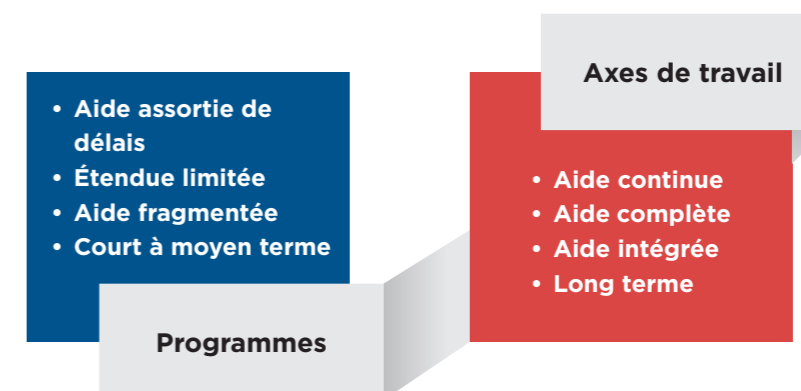 • Aide assortie de
délais
• Étendue limitée
• Aide fragmentée
• Court à moyen terme
Programmes
Axes de travail
• Aide continue
• Aide complète
• Aide intégrée
• Long terme